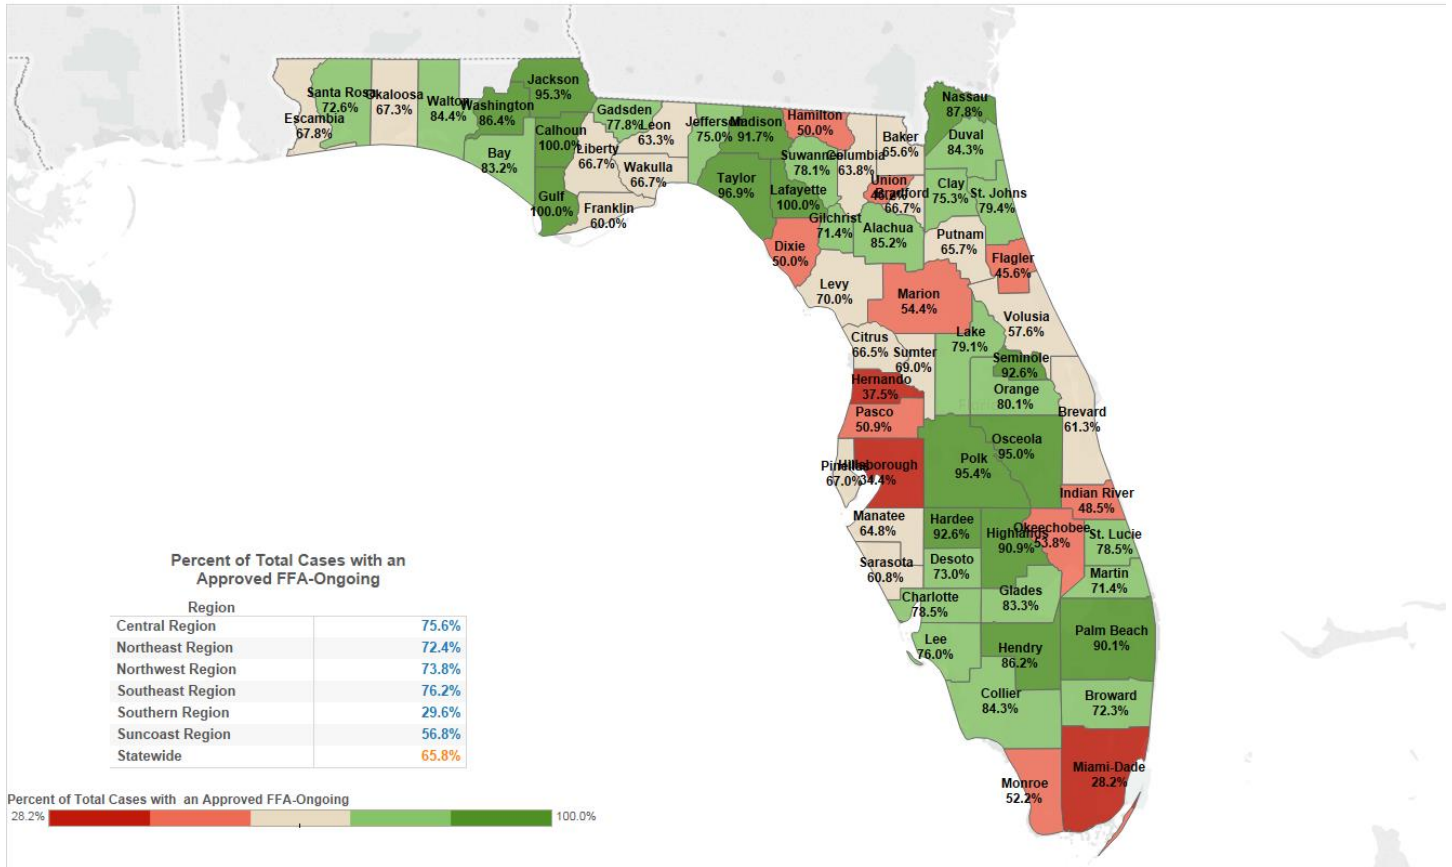 Jackson
95.3%
Santa Rosa
72.6%
Okaloosa
67.3%
Walton
84.4%
Washington
86.4%
Escambia
67.8%
Nassau
87.8%
Gadsden
77.8%
Leon
63.3%
Jefferson
75.0%
Madison
91.7%
Hamilton
50.0%
Calhoun
100.0%
Liberty
66.7%
Bay
83.2%
Baker
65.6%
Duval
84.3%
Suwannee
78.1%
Columbia
63.8%
Wakulla
66.7%
Taylor
96.9%
Lafayette
100.0%
Union
Bradford
66.7%
Clay
75.3%
St. Johns
79.4%
Gulf
100.0%
Franklin
60.0%
Gilchrist
71.4%
Alachua
85.2%
Putnam
65.7%
Dixie
50.0%
Flagler
45.6%
Levy
70.0%
Marion
54.4%
Volusia
57.6%
Citrus
66.5%
Sumter
69.0%
Lake
79.1%
Seminole
92.6%
Hernando
37.5%
Orange
80.1%
Pasco
50.9%
Brevard
61.3%
Osceola
95.0%
Polk
95.4%
Pinellas
67.0%
Hillsborough
34.4%
Indian River
48.5%
Manatee
64.8%
Hardee
92.6%
Highlands
90.9%
Okeechobee
53.8%
St. Lucie
78.5%
Sarasota
60.8%
Desoto
73.0%
Martin
71.4%
Charlotte
78.5%
Glades
83.3%
Lee
76.0%
Hendry
86.2%
Palm Beach
90.1%
Collier
84.3%
Broward
72.3%
Monroe
52.2%
Miami-Dade
28.2%
Percent of Total Cases with an
Approved FFA-Ongoing
Region
Central Region 75.6%
Northeast Region 72.4%
Northwest Region 73.8%
Southeast Region 76.2%
Southern Region 29.6%
Suncoast Region 56.8%
Statewide 65.8%
Percent of Total Cases with an Approved FFA-Ongoing
28.2% 100.0%